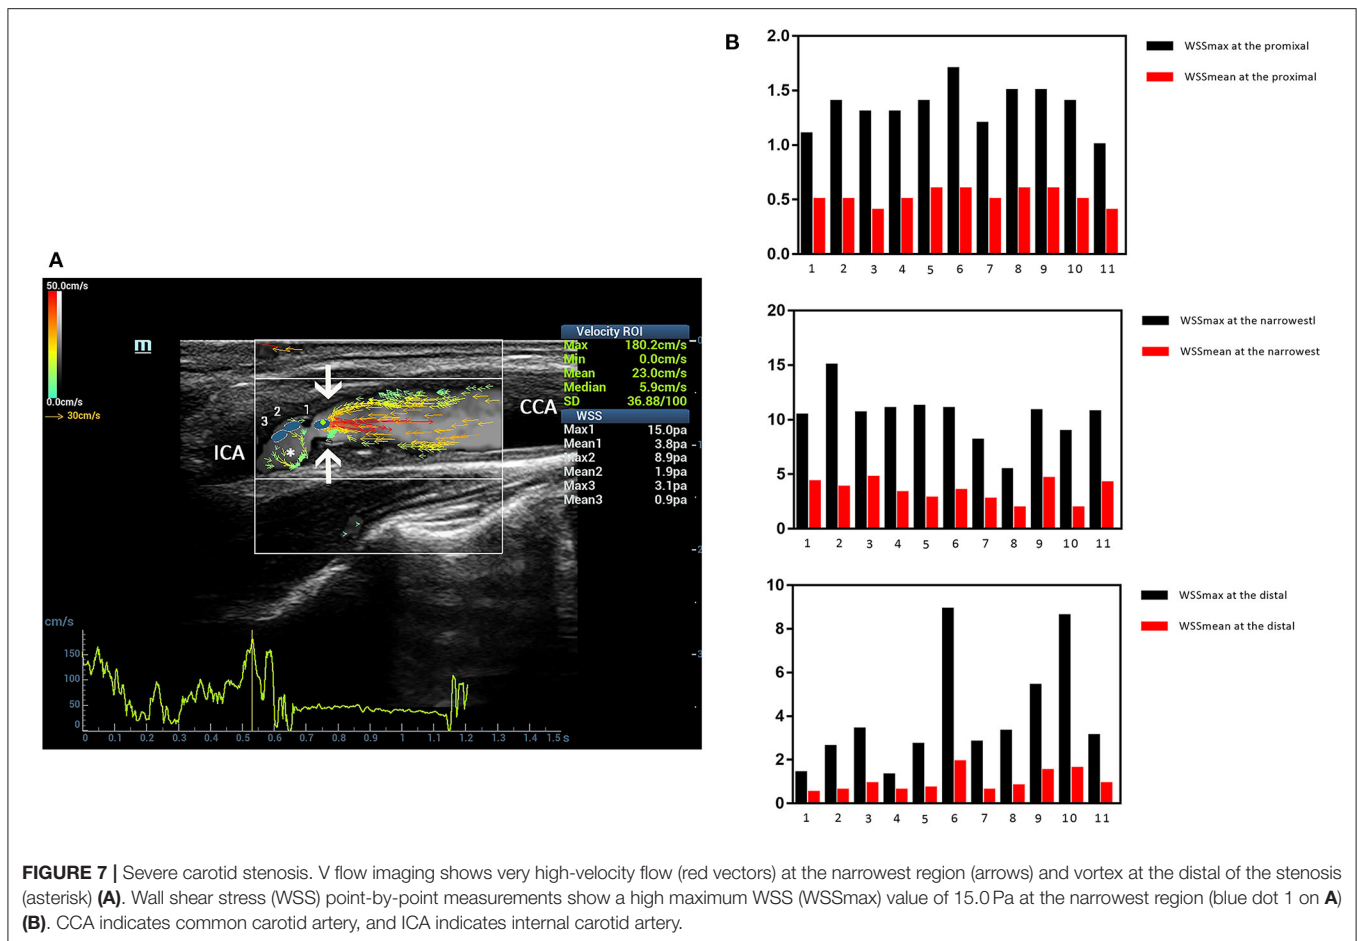 B
2.0
1.5
1.0
0.5
0.0
1 2 3 4 5 6 7 8 9 10 11
WSSmax at the promixal
WSSmean at the proximal
20
15
10
5
0
1 2 3 4 5 6 7 8 9 10 11
WSSmax at the narrowestl
WSSmean at the narrowest
10
8
6
4
2
0
1 2 3 4 5 6 7 8 9 10 11
WSSmax at the distal
WSSmean at the distal
A
50.0cm/s
0.0cm/s
30cm/s
m
Velocity ROI
Max 180.2cm/s
Min 0.0cm/s
Mean 23.0cm/s
Median 5.9cm/s
SD 36.88/100
WSS
Max1 15.0pa
Mean1 3.8pa
Max2 8.9pa
Mean2 1.9pa
Max3 3.1pa
Mean3 0.9pa
CCA
ICA
1
2
3
*
0
1
2
3
cm/s
150
100
50
0
0 0.1 0.2 0.3 0.4 0.5 0.6 0.7 0.8 0.9 1 1.1 1.2 1.3 1.4 1.5 s
FIGURE 7 | Severe carotid stenosis. V flow imaging shows very high-velocity flow (red vectors) at the narrowest region (arrows) and vortex at the distal of the stenosis
(asterisk) (A). Wall shear stress (WSS) point-by-point measurements show a high maximum WSS (WSSmax) value of 15.0 Pa at the narrowest region (blue dot 1 on A)
(B). CCA indicates common carotid artery, and ICA indicates internal carotid artery.